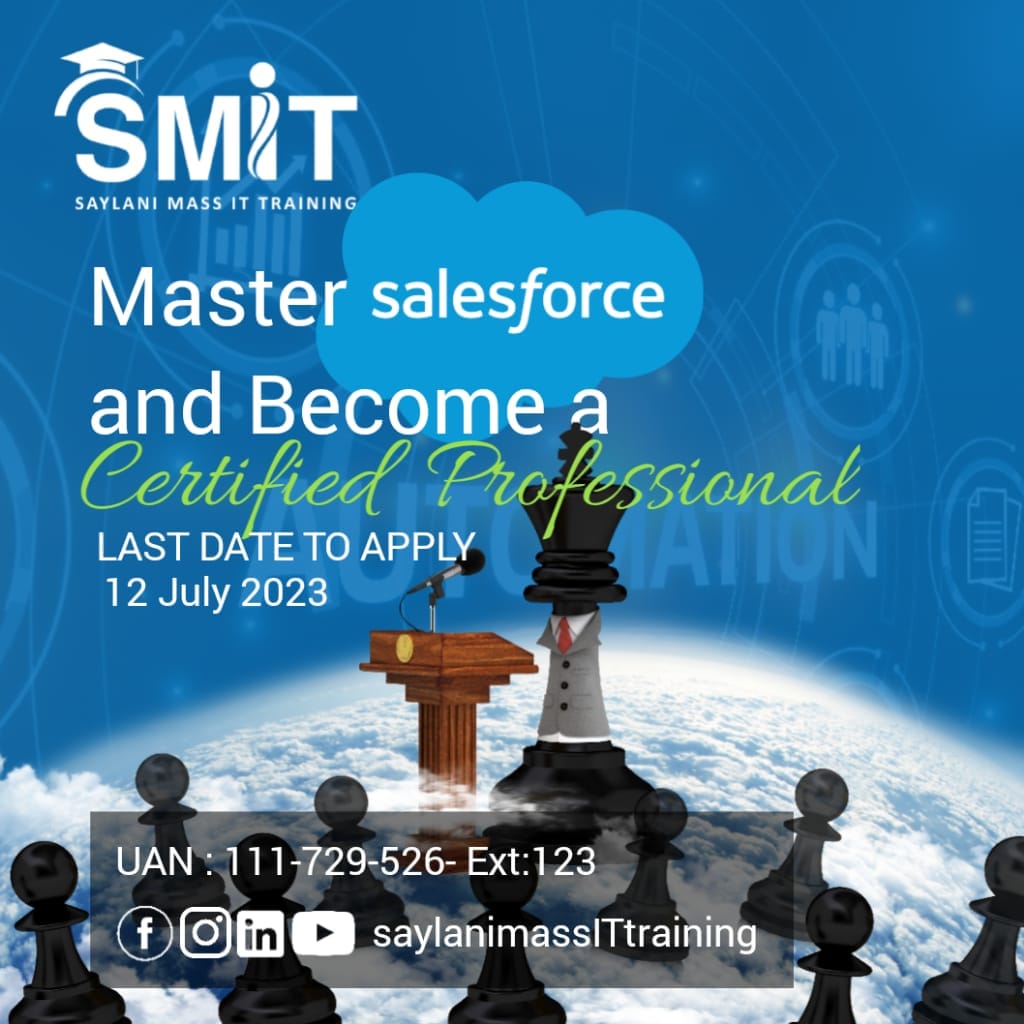 SMiT
SAYLANI MASS IT TRAINING
Master salesforce
and Become a
Certified Professional
AUTOMATION
LAST DATE TO APPLY
12 July 2023
UAN : 111-729-526- Ext:123
saylanimassITtraining